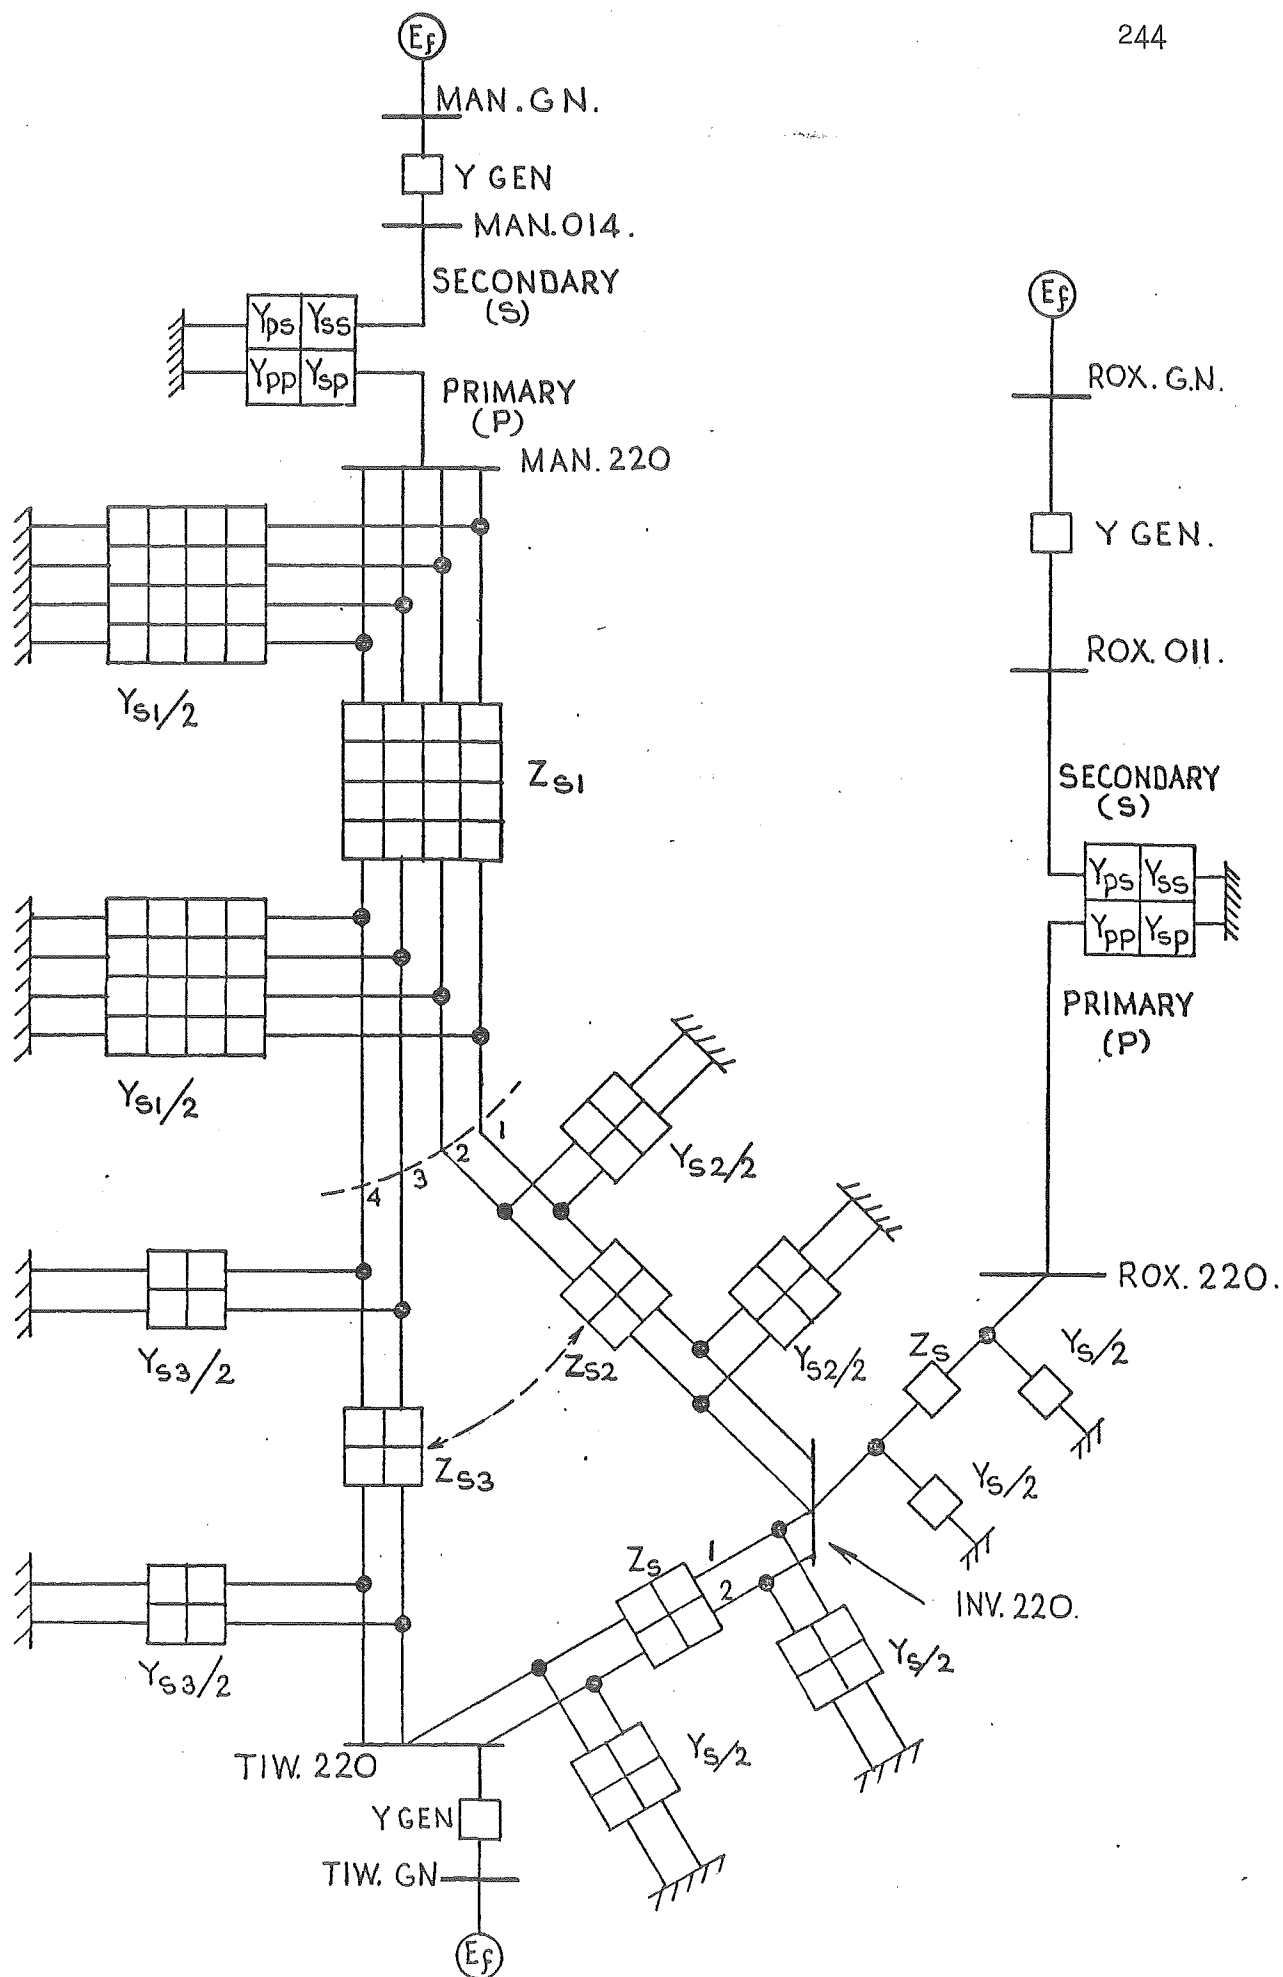 244
Ef
MAN.GN.
Y GEN
MAN.014.
SECONDARY
(S)
Yps Yss
Ypp Ysp
PRIMARY
(P)
MAN.220
YS1/2
ZS1
YS1/2
1
2
3
4
YS2/2
YS3/2
ZS2
YS2/2
ZS3
YS3/2
TIW. 220
Y GEN
TIW. GN
Ef
Ef
ROX. G.N.
Y GEN.
ROX. 011.
SECONDARY
(S)
Yps Yss
Ypp Ysp
PRIMARY
(P)
ROX. 220.
ZS
YS/2
YS/2
INV. 220.
ZS
1
2
YS/2
YS/2